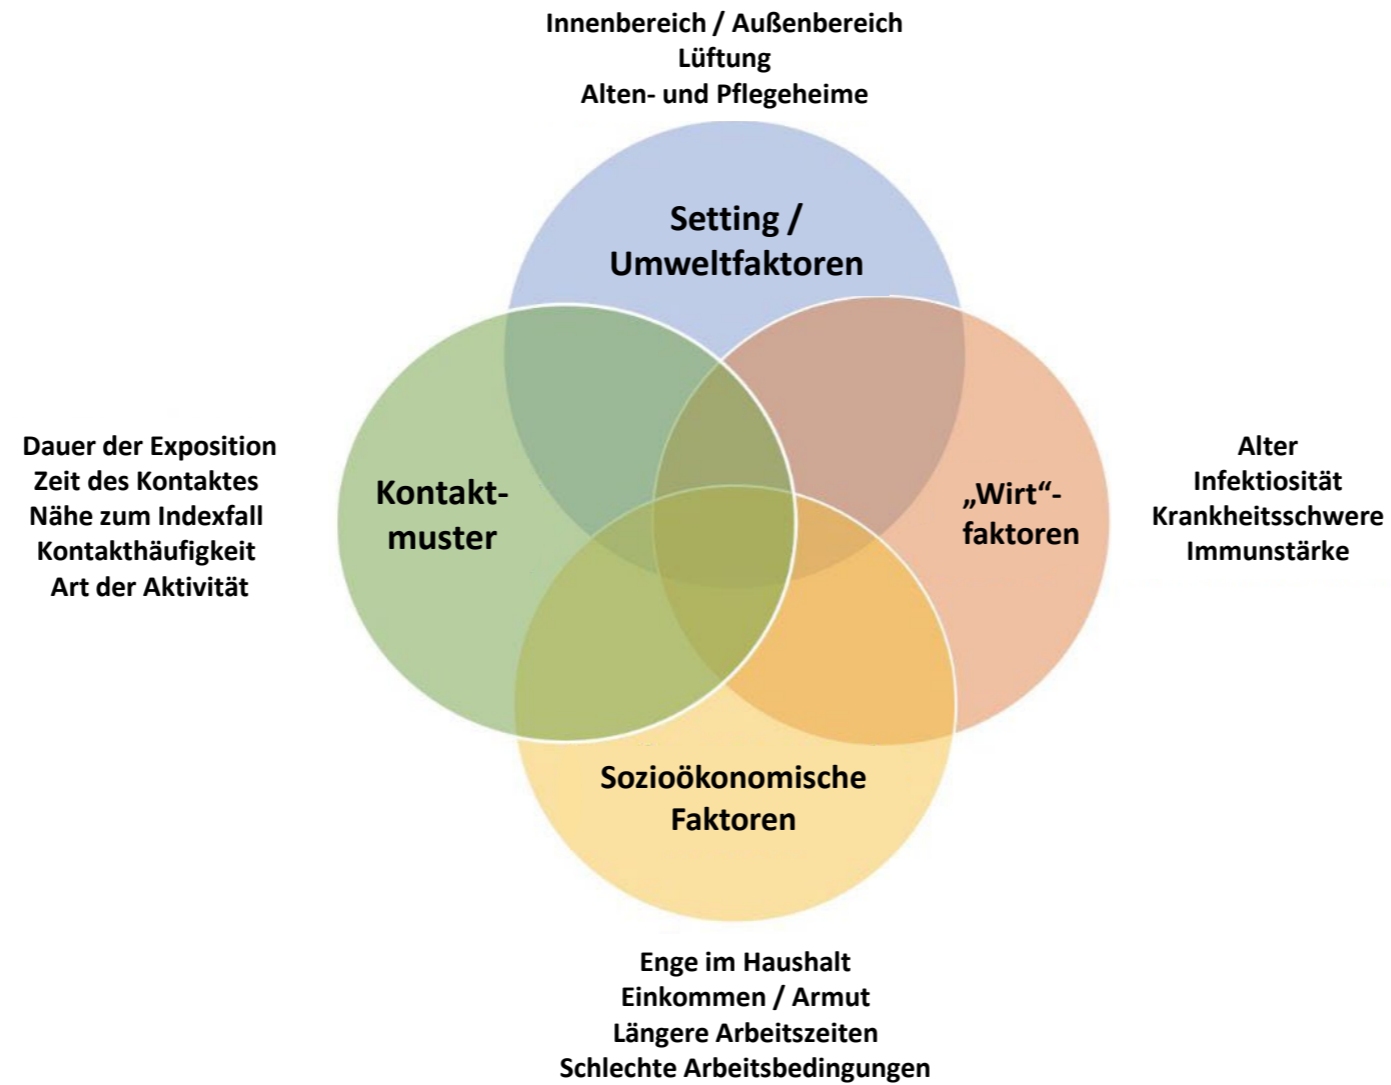 Innenbereich / Außenbereich
Lüftung
Alten- und Pflegeheime
Setting /
Umweltfaktoren
Dauer der Exposition
Zeit des Kontaktes
Nähe zum Indexfall
Kontakthäufigkeit
Art der Aktivität
Kontakt-
muster
„Wirt“-
faktoren
Alter
Infektiosität
Krankheitsschwere
Immunstärke
Sozioökonomische
Faktoren
Enge im Haushalt
Einkommen / Armut
Längere Arbeitszeiten
Schlechte Arbeitsbedingungen